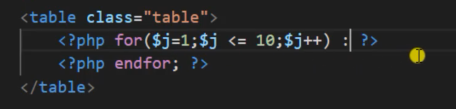 <table class="table">
<?php for($j=1;$j <= 10;$j++) : ?>
<?php endfor; ?>
</table>